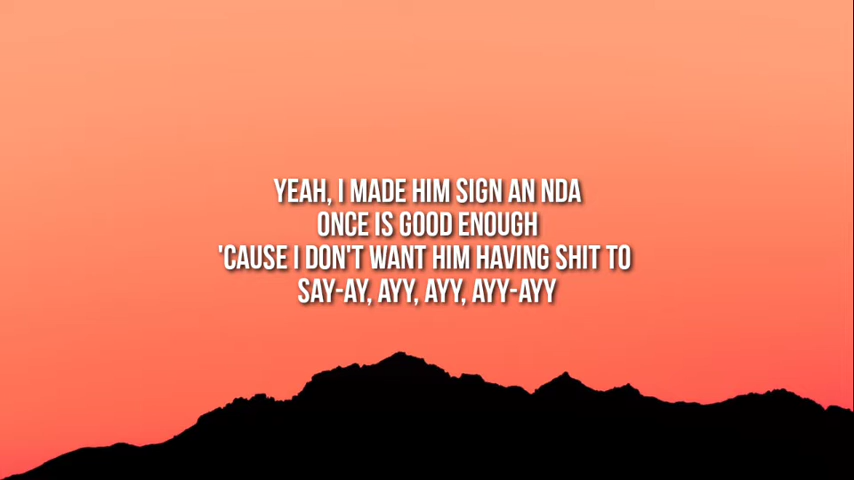 YEAH, I MADE HIM SIGN AN NDA
ONCE IS GOOD ENOUGH
'CAUSE I DON'T WANT HIM HAVING SHIT TO
SAY-AY, AYY, AYY, AYY-AYY